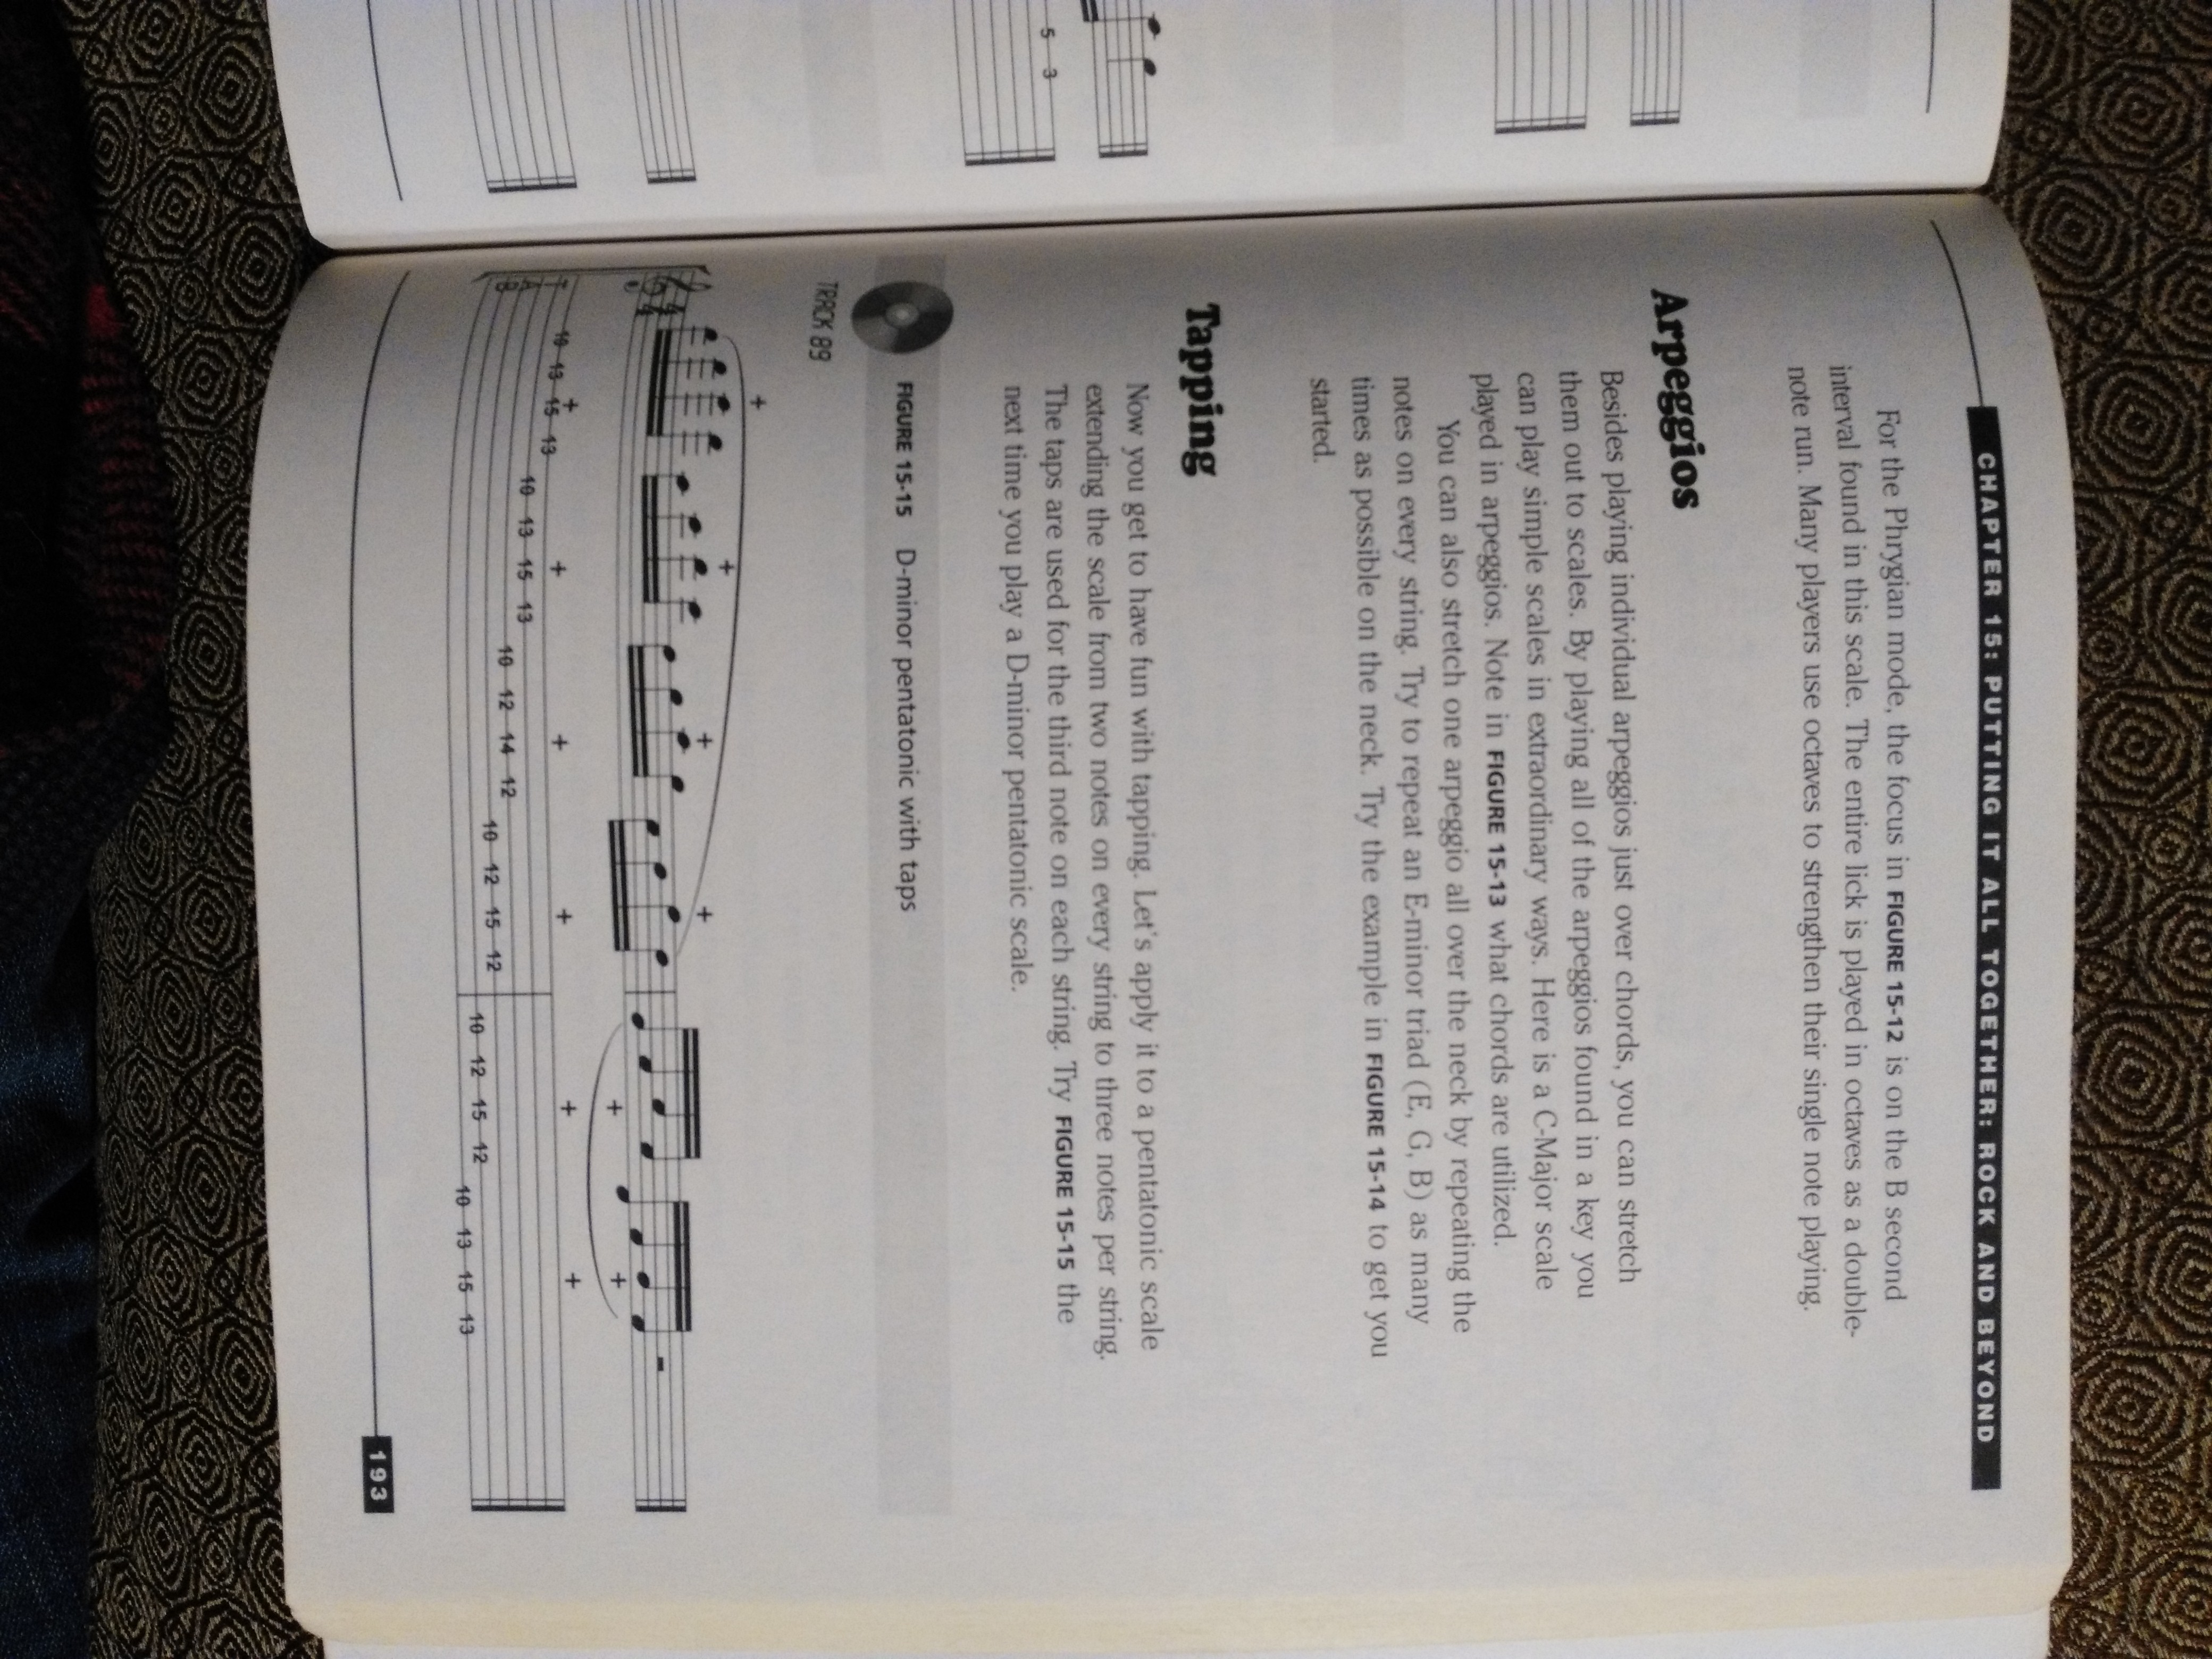 5 3
CHAPTER 15: PUTTING IT ALL TOGETHER: ROCK AND BEYOND
For the Phrygian mode, the focus in FIGURE 15-12 is on the B second
interval found in this scale. The entire lick is played in octaves as a double-
note run. Many players use octaves to strengthen their single note playing.
Arpeggios
Besides playing individual arpeggios just over chords, you can stretch
them out to scales. By playing all of the arpeggios found in a key you
can play simple scales in extraordinary ways. Here is a C-Major scale
played in arpeggios. Note in FIGURE 15-13 what chords are utilized.
You can also stretch one arpeggio all over the neck by repeating the
notes on every string. Try to repeat an E-minor triad (E, G, B) as many
times as possible on the neck. Try the example in FIGURE 15-14 to get you
started.
Tapping
Now you get to have fun with tapping. Let's apply it to a pentatonic scale
extending the scale from two notes on every string to three notes per string.
The taps are used for the third note on each string. Try FIGURE 15-15 the
next time you play a D-minor pentatonic scale.
FIGURE 15-15 D-minor pentatonic with taps
TRACK 89
+ + + +
4
4
+ +
+ + + + + +
T
A
B
10 13 15 13
10 13 15 13
10 12 14 12
10 12 15 12
10 12 15 12
10 13 15 13
193